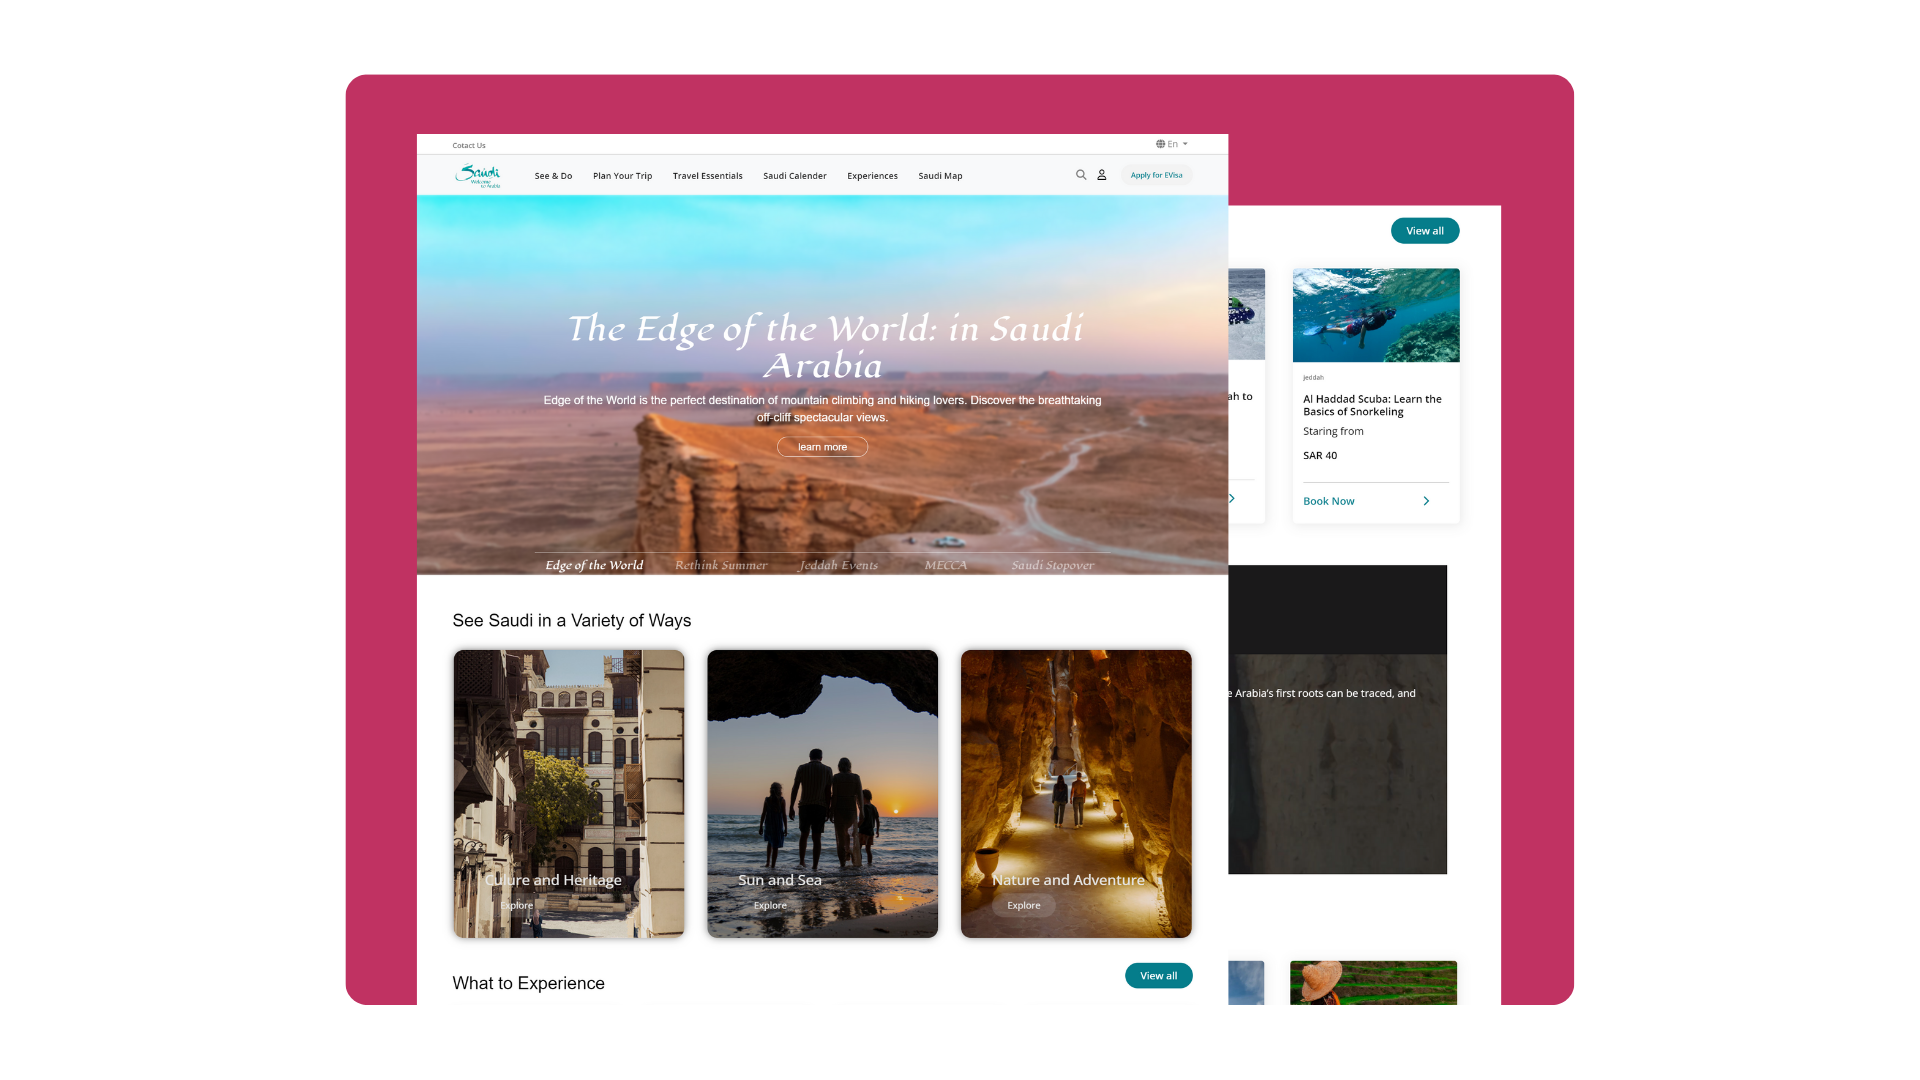 Cotact Us
En
Saudi
Welcome
to Arabia
See & Do
Plan Your Trip
Travel Essentials
Saudi Calender
Experiences
Saudi Map
Apply for EVisa
The Edge of the World: in Saudi
Arabia
Edge of the World is the perfect destination of mountain climbing and hiking lovers. Discover the breathtaking
off-cliff spectacular views.
learn more
Edge of the World
Rethink Summer
Jeddah Events
MECCA
Saudi Stopover
See Saudi in a Variety of Ways
Culure and Heritage
Explore
Sun and Sea
Explore
Nature and Adventure
Explore
What to Experience
View all
View all
ah to
jeddah
Al Haddad Scuba: Learn the
Basics of Snorkeling
Staring from
SAR 40
Book Now
e Arabia's first roots can be traced, and